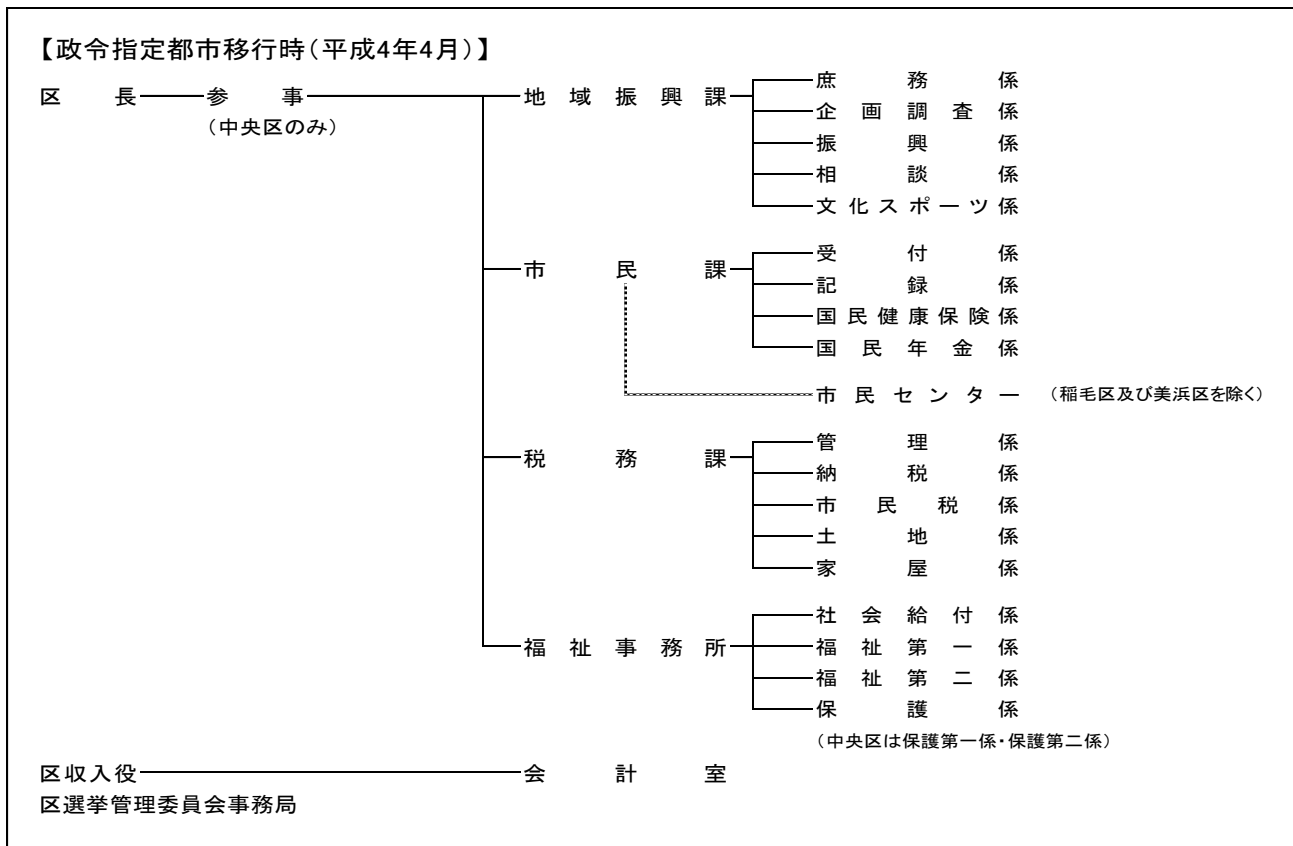 【政令指定都市移行時(平成4年4月)】
区長 参事 地域振興課 庶務係
(中央区のみ) 企画調査係
振興係
相談係
文化スポーツ係
市民課 受付係
記録係
国民健康保険係
国民年金係
市民センター (稲毛区及び美浜区を除く)
税務課 管理係
納税係
市民税係
土地係
家屋係
福祉事務所 社会給付係
福祉第一係
福祉第二係
保護係
(中央区は保護第一係・保護第二係)
区収入役 会計室
区選挙管理委員会事務局